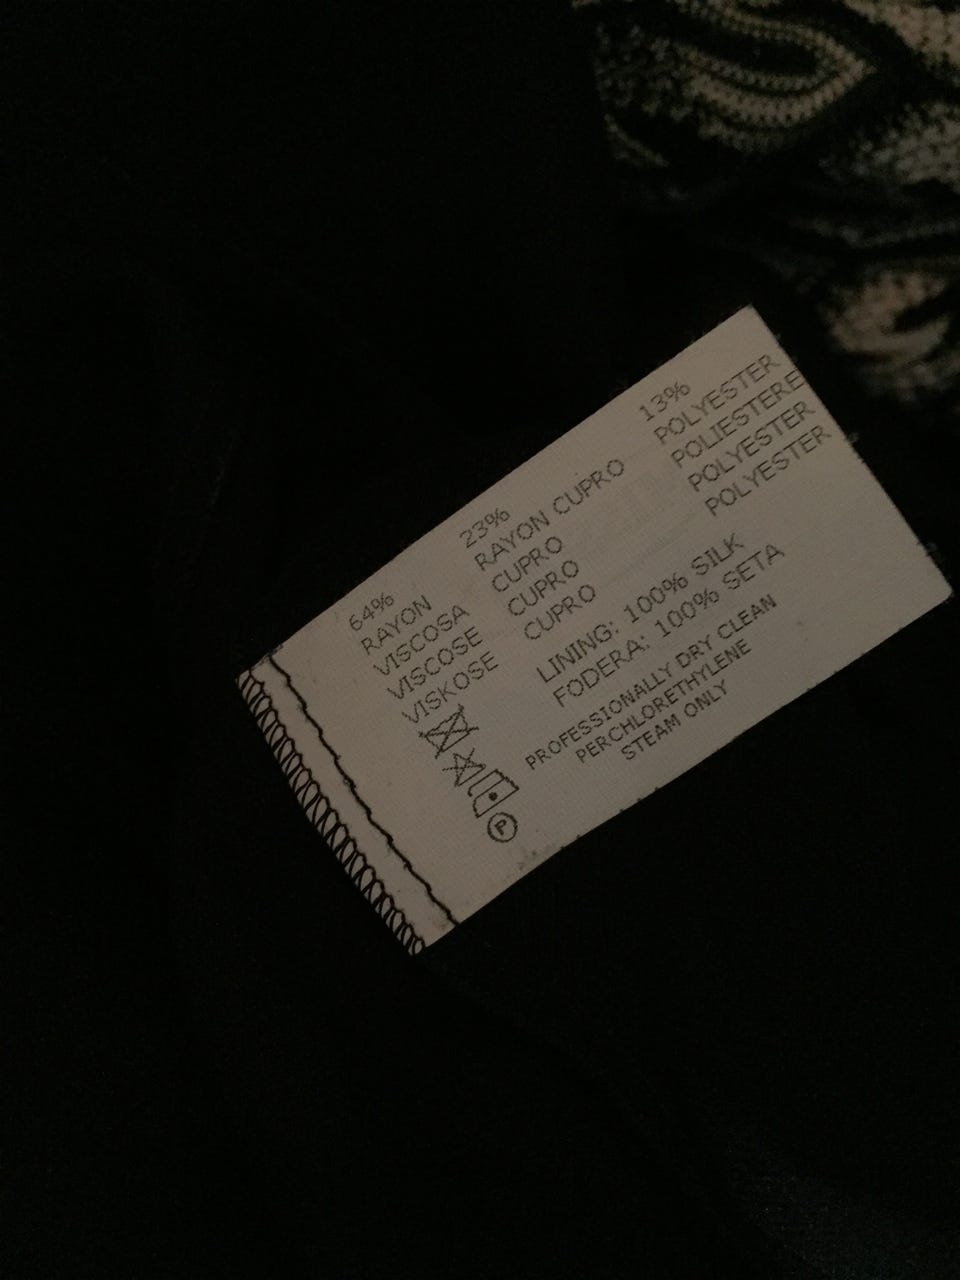 64%
RAYON
VISCOSA
VISCOSE
VISKOSE
23%
RAYON CUPRO
CUPRO
CUPRO
CUPRO
13%
POLYESTER
POLIESTERE
POLYESTER
POLYESTER
LINING: 100% SILK
FODERA: 100% SETA
PROFESSIONALLY DRY CLEAN
PERCHLORETHYLENE
STEAM ONLY
P